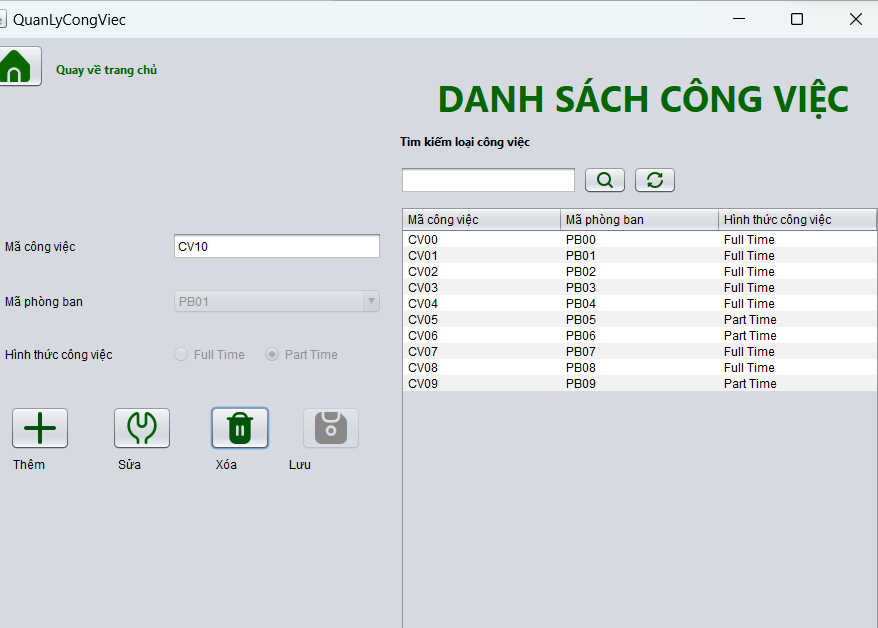 QuanLyCongViec
Quay về trang chủ
DANH SÁCH CÔNG VIỆC
Tìm kiếm loại công việc
Mã công việc Mã phòng ban Hình thức công việc
CV00 PB00 Full Time
CV01 PB01 Full Time
CV02 PB02 Full Time
CV03 PB03 Full Time
CV04 PB04 Full Time
CV05 PB05 Part Time
CV06 PB06 Part Time
CV07 PB07 Full Time
CV08 PB08 Full Time
CV09 PB09 Part Time
Mã công việc CV10
Mã phòng ban PB01
Hình thức công việc Full Time Part Time
Thêm Sửa Xóa Lưu